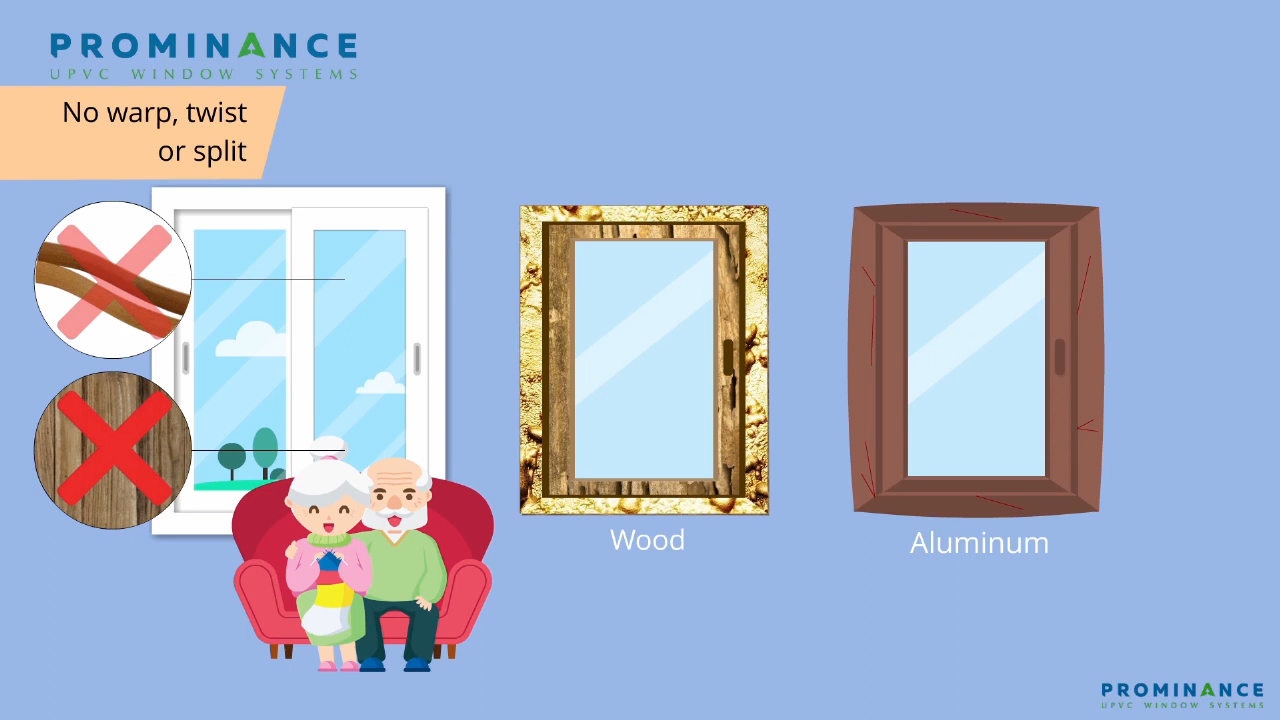 PROMINANCE
UPVC WINDOW SYSTEMS
No warp, twist
or split
Wood
Aluminum
PROMINANCE
UPVC WINDOW SYSTEMS